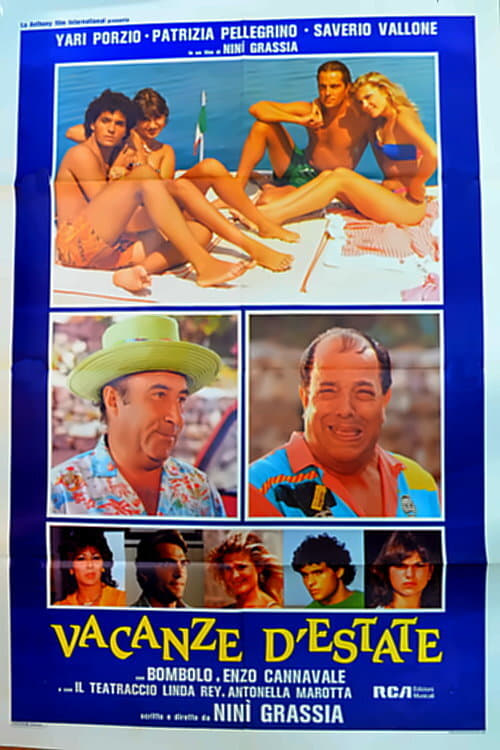 La Anthony film International presenta
YARI PORZIO • PATRIZIA PELLEGRINO • SAVERIO VALLONE
in un film di NINÌ GRASSIA
VACANZE D'ESTATE
con BOMBOLO e ENZO CANNAVALE
e con IL TEATRACCIO LINDA REY. ANTONELLA MAROTTA
RCA Edizioni Musicali
scritto e diretto da NINÌ GRASSIA